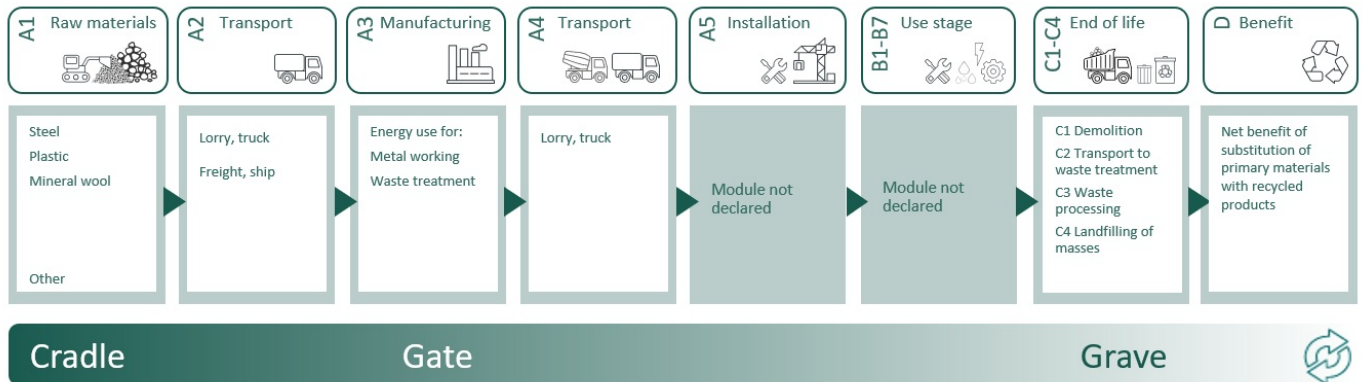 A1 Raw materials
A2 Transport
A3 Manufacturing
A4 Transport
A5 Installation
B1-B7 Use stage
C1-C4 End of life
D Benefit
Steel
Plastic
Mineral wool
Other
Lorry, truck
Freight, ship
Energy use for:
Metal working
Waste treatment
Lorry, truck
Module not
declared
Module not
declared
C1 Demolition
C2 Transport to
waste treatment
C3 Waste
processing
C4 Landfilling of
masses
Net benefit of
substitution of
primary materials
with recycled
products
Cradle
Gate
Grave